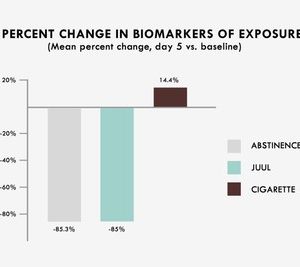 PERCENT CHANGE IN BIOMARKERS OF EXPOSURE
(Mean percent change, day 5 vs. baseline)
20%
14.4%
-20%
-40%
-60%
-80%
-85.3%
-85%
ABSTINENCE
JUUL
CIGARETTE